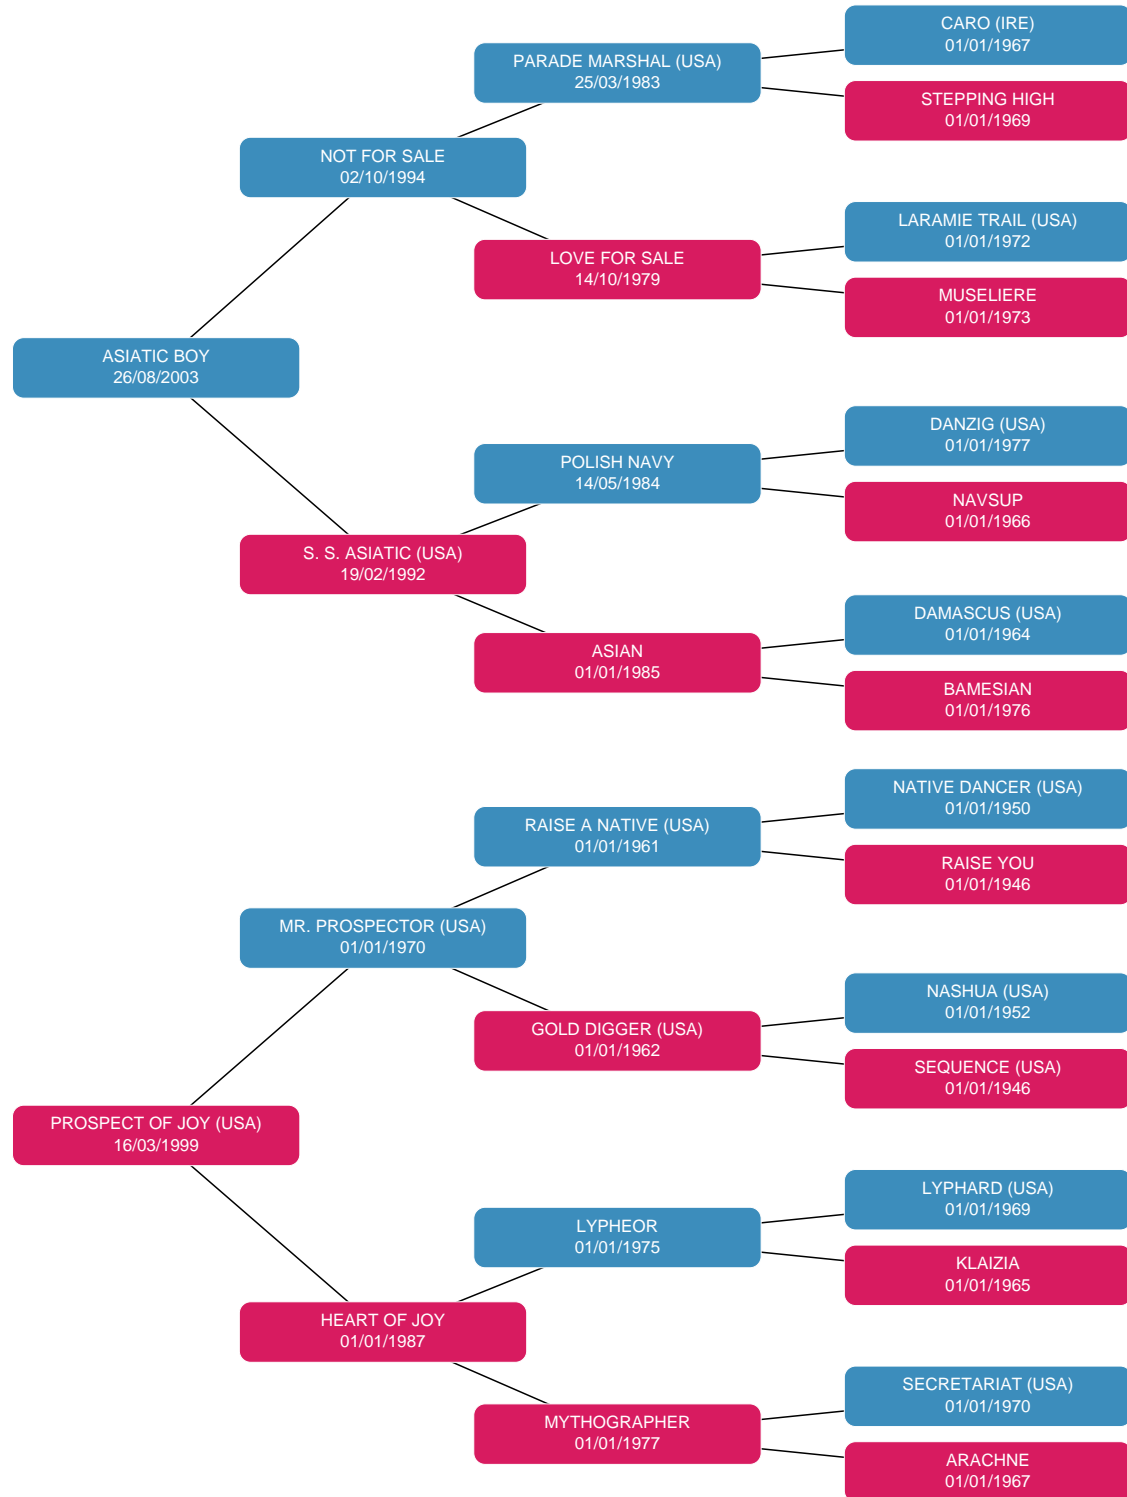 CARO (IRE)
01/01/1967
PARADE MARSHAL (USA)
25/03/1983
STEPPING HIGH
01/01/1969
NOT FOR SALE
02/10/1994
LARAMIE TRAIL (USA)
01/01/1972
LOVE FOR SALE
14/10/1979
MUSELIERE
01/01/1973
ASIATIC BOY
26/08/2003
DANZIG (USA)
01/01/1977
POLISH NAVY
14/05/1984
NAVSUP
01/01/1966
S. S. ASIATIC (USA)
19/02/1992
DAMASCUS (USA)
01/01/1964
ASIAN
01/01/1985
BAMESIAN
01/01/1976
NATIVE DANCER (USA)
01/01/1950
RAISE A NATIVE (USA)
01/01/1961
RAISE YOU
01/01/1946
MR. PROSPECTOR (USA)
01/01/1970
NASHUA (USA)
01/01/1952
GOLD DIGGER (USA)
01/01/1962
SEQUENCE (USA)
01/01/1946
PROSPECT OF JOY (USA)
16/03/1999
LYPHARD (USA)
01/01/1969
LYPHEOR
01/01/1975
KLAIZIA
01/01/1965
HEART OF JOY
01/01/1987
SECRETARIAT (USA)
01/01/1970
MYTHOGRAPHER
01/01/1977
ARACHNE
01/01/1967